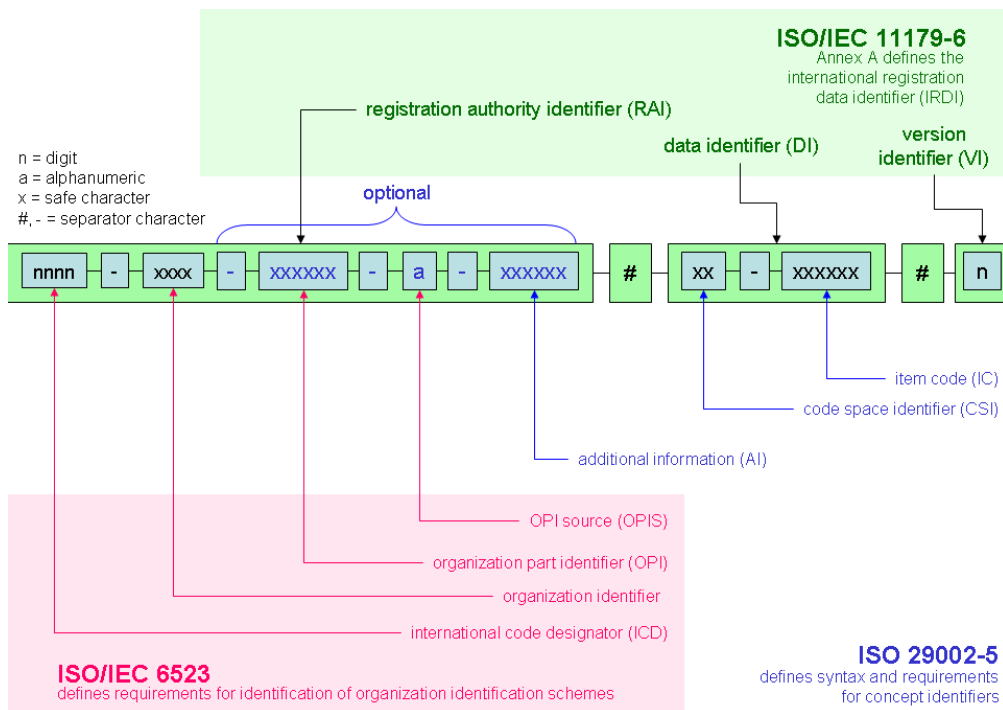 ISO/IEC 11179-6
Annex A defines the
international registration
data identifier (IRDI)
registration authority identifier (RAI)
data identifier (DI)
version
identifier (VI)
n = digit
a = alphanumeric
x = safe character
#, - = separator character
optional
nnnn - xxxx - xxxxxx - a - xxxxxx # xx - xxxxxx # n
item code (IC)
code space identifier (CSI)
additional information (AI)
OPI source (OPIS)
organization part identifier (OPI)
organization identifier
international code designator (ICD)
ISO/IEC 6523
defines requirements for identification of organization identification schemes
ISO 29002-5
defines syntax and requirements
for concept identifiers